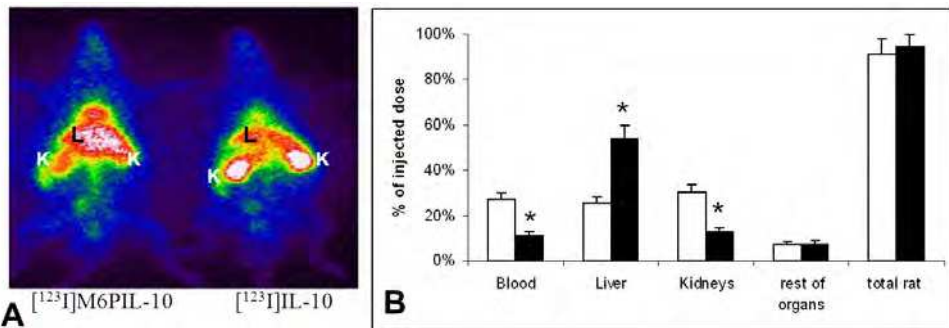 L
K
K
L
K
K
[¹²³I]M6PIL-10
[¹²³I]IL-10
A
B
% of injected dose
100%
80%
60%
40%
20%
0%
*
*
*
Blood
Liver
Kidneys
rest of
organs
total rat